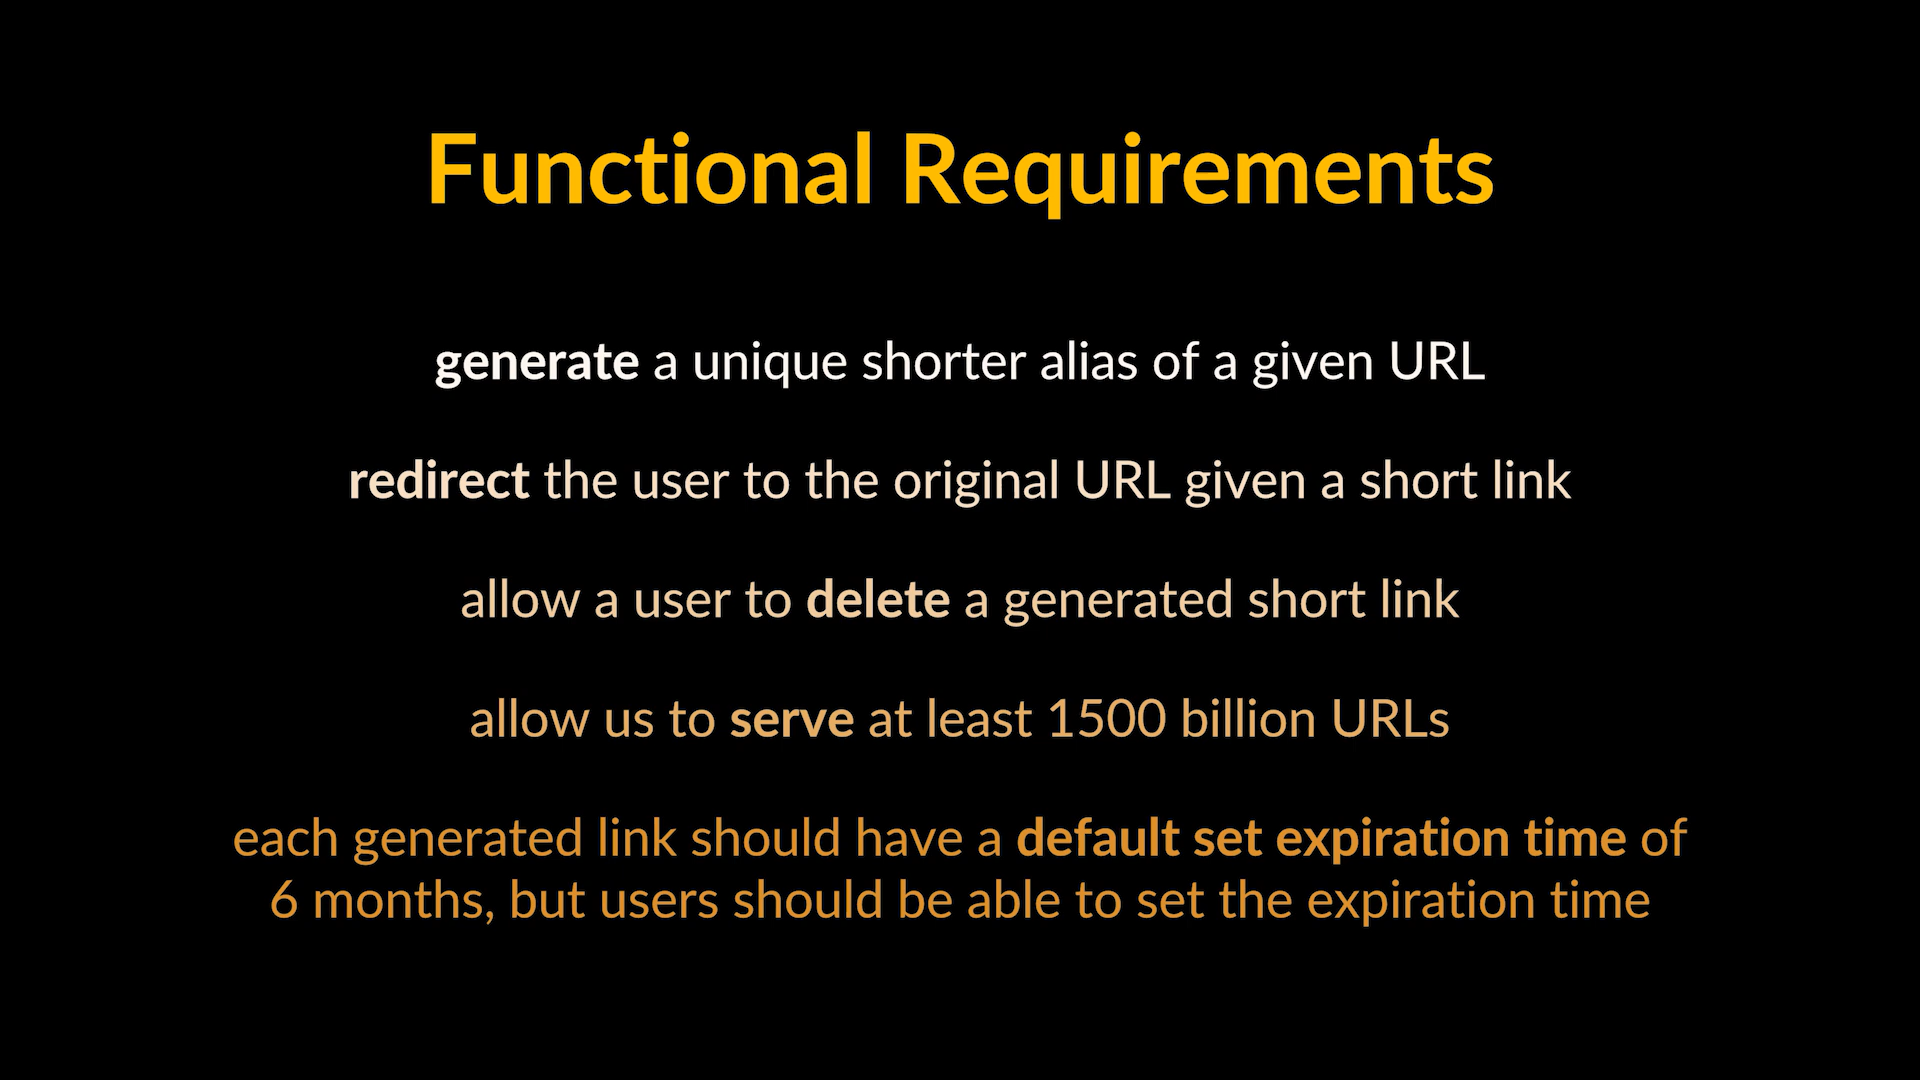 Functional Requirements
generate a unique shorter alias of a given URL
redirect the user to the original URL given a short link
allow a user to delete a generated short link
allow us to serve at least 1500 billion URLs
each generated link should have a default set expiration time of
6 months, but users should be able to set the expiration time